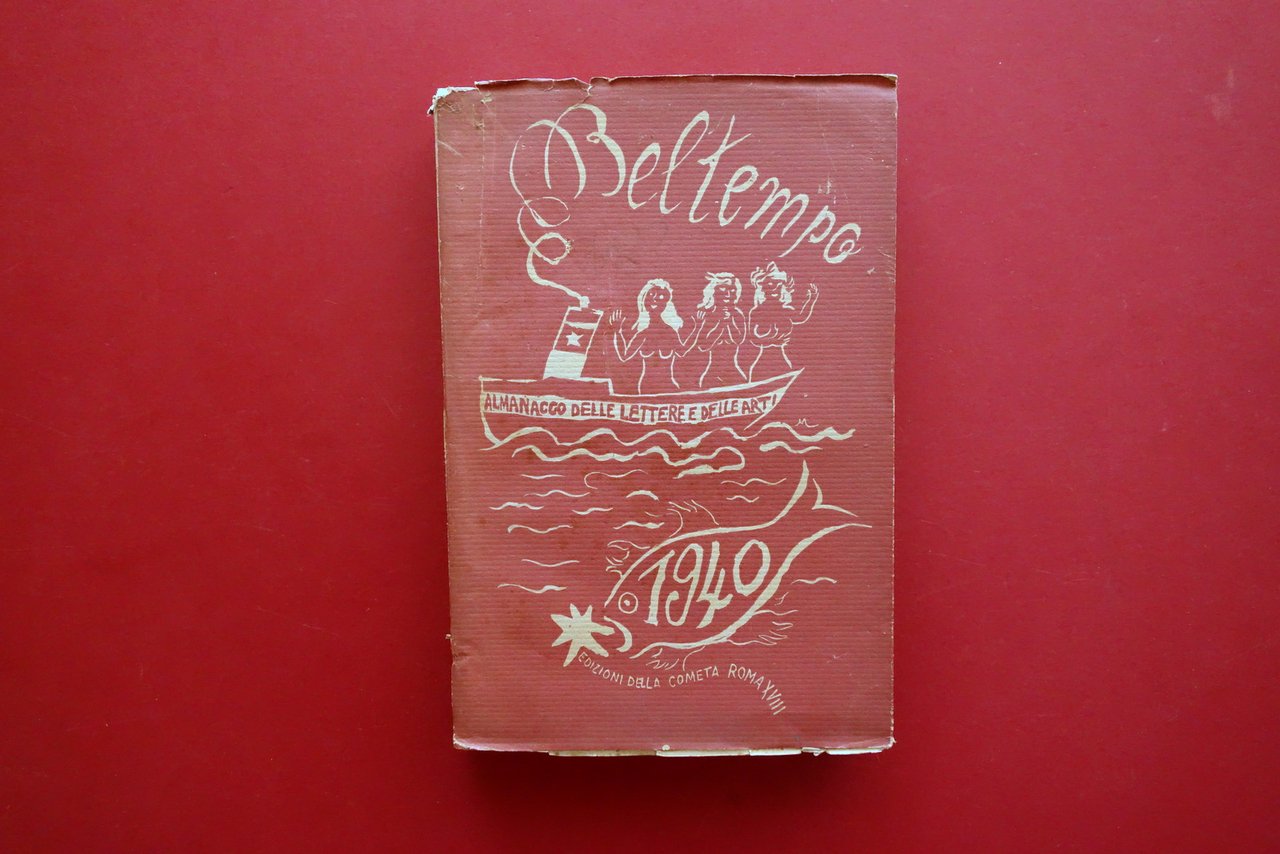 Beltempo
ALMANACCO DELLE LETTERE E DELLE ARTI
1940
EDIZIONI DELLA COMETA ROMA XVIII